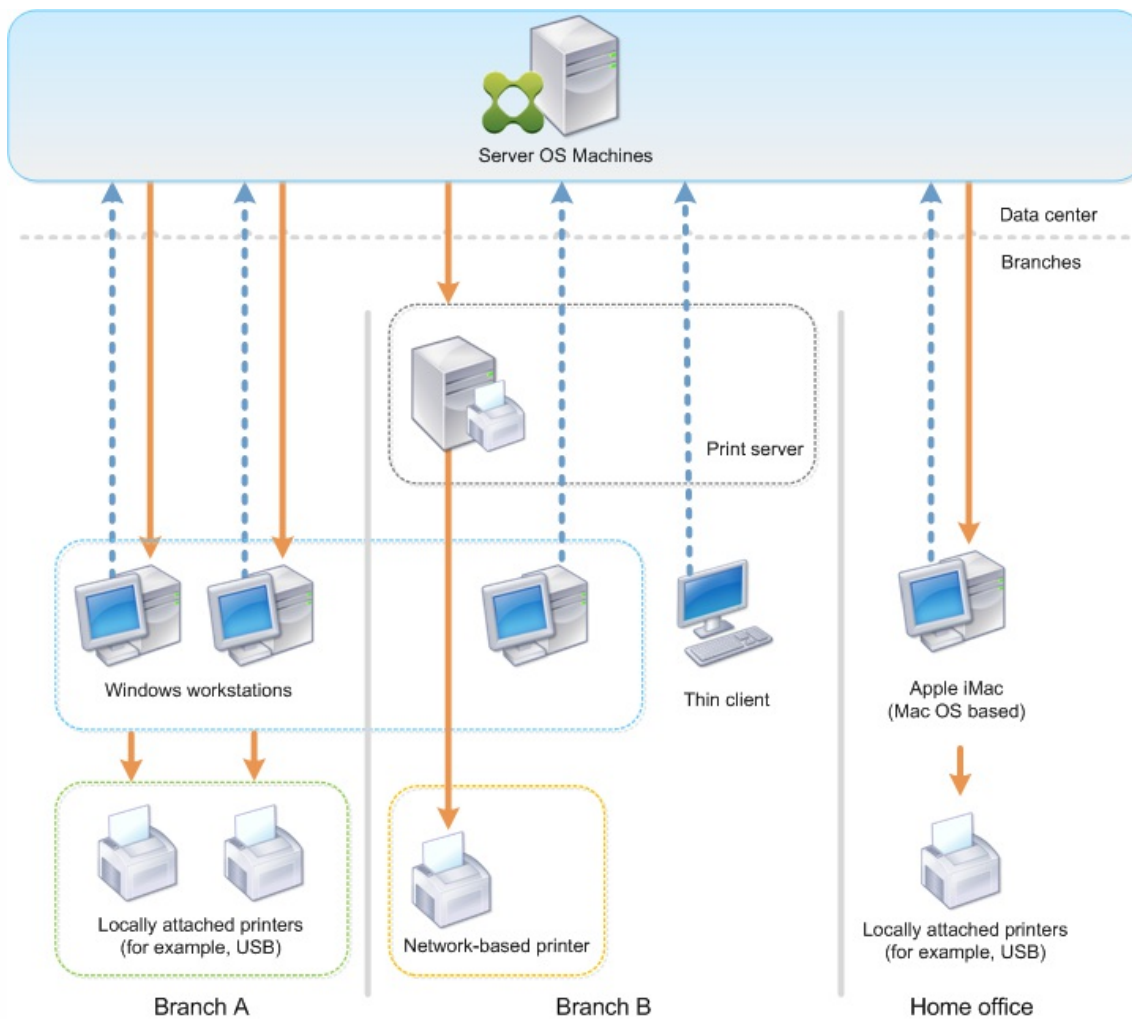 Server OS Machines
Data center
Branches
Print server
Windows workstations
Thin client
Apple iMac
(Mac OS based)
Locally attached printers
(for example, USB)
Network-based printer
Locally attached printers
(for example, USB)
Branch A
Branch B
Home office